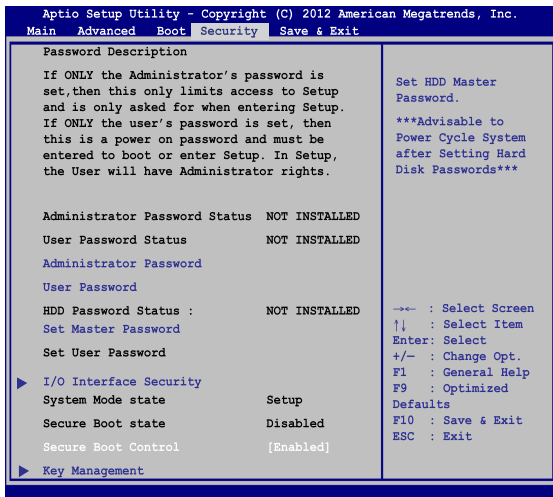 Aptio Setup Utility - Copyright (C) 2012 American Megatrends, Inc.
Main Advanced Boot Security Save & Exit
Password Description
If ONLY the Administrator's password is
set,then this only limits access to Setup
and is only asked for when entering Setup.
If ONLY the user's password is set, then
this is a power on password and must be
entered to boot or enter Setup. In Setup,
the User will have Administrator rights.
Administrator Password Status NOT INSTALLED
User Password Status NOT INSTALLED
Administrator Password
User Password
HDD Password Status : NOT INSTALLED
Set Master Password
Set User Password
I/O Interface Security
System Mode state Setup
Secure Boot state Disabled
Secure Boot Control [Enabled]
Key Management
Set HDD Master
Password.
***Advisable to
Power Cycle System
after Setting Hard
Disk Passwords***
→← : Select Screen
↑↓ : Select Item
Enter: Select
+/— : Change Opt.
F1 : General Help
F9 : Optimized
Defaults
F10 : Save & Exit
ESC : Exit